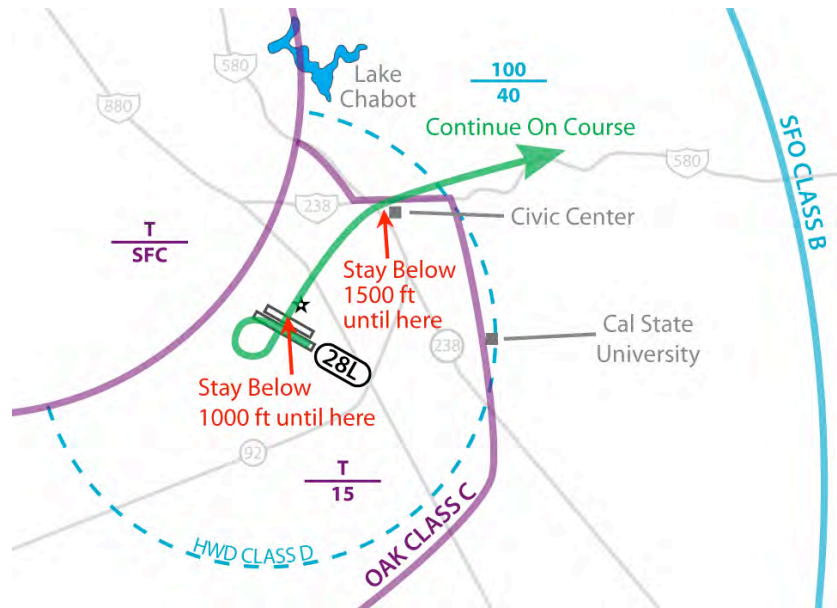 580
Lake
Chabot
100
40
880
Continue On Course
580
238
Civic Center
T
SFC
Stay Below
1500 ft
until here
SFO CLASS B
Cal State
University
238
28L
Stay Below
1000 ft until here
92
T
15
HWD CLASS D
OAK CLASS C